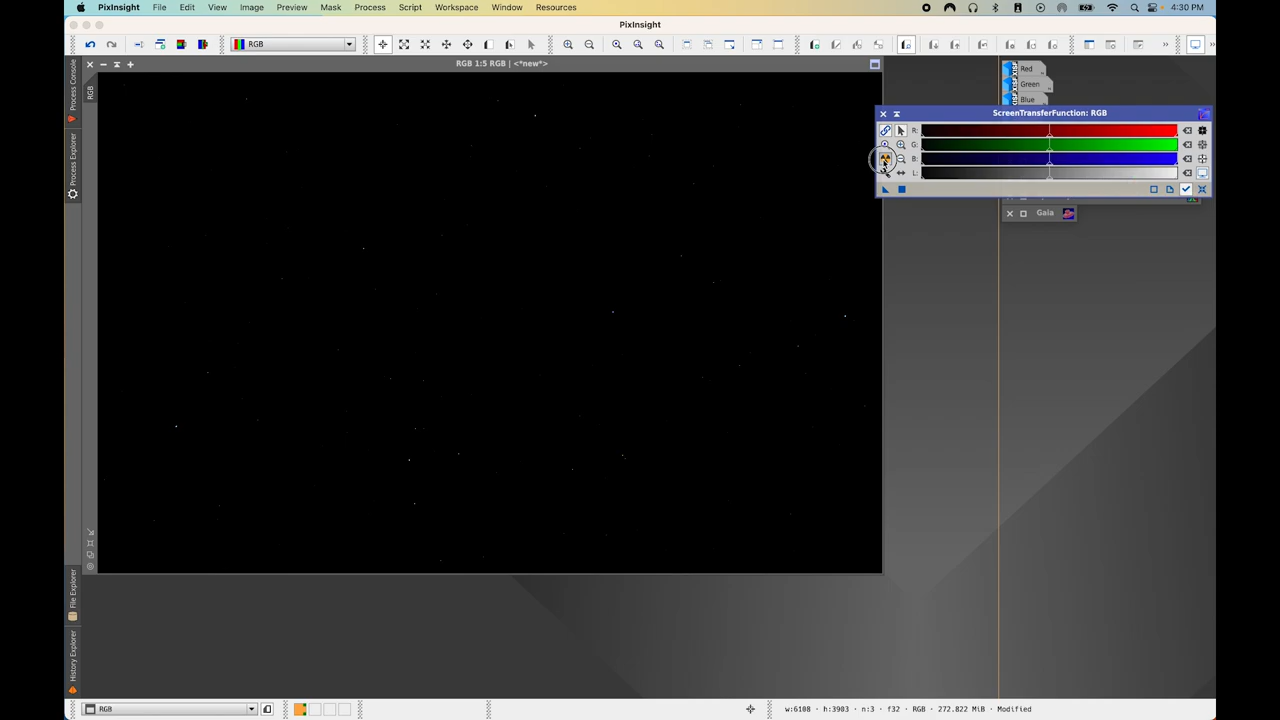 PixInsight File Edit View Image Preview Mask Process Script Workspace Window Resources 4:30 PM
PixInsight
RGB
RGB 1:5 RGB | <*new*>
RGB
Process Console
Process Explorer
File Explorer
History Explorer
Red
Green
Blue
ScreenTransferFunction: RGB
R:
G:
B:
L:
Gaia
RGB
w:6108 · h:3903 · n:3 · f32 · RGB · 272.822 MiB · Modified